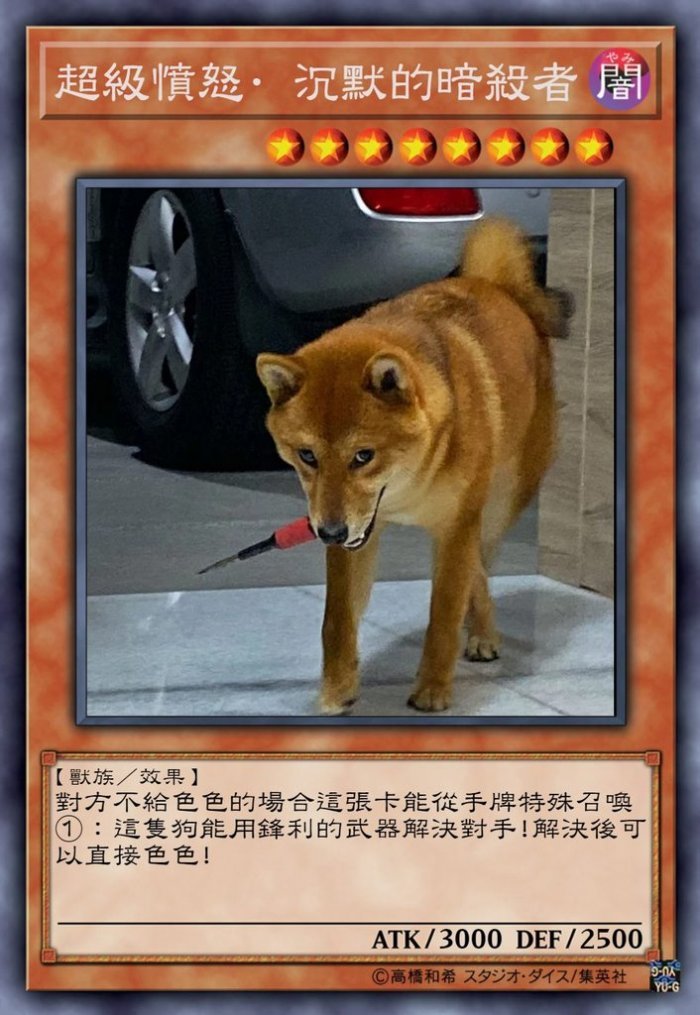 超級憤怒· 沉默的暗殺者
やみ
闇
【獸族／效果】
對方不給色色的場合這張卡能從手牌特殊召喚
①：這隻狗能用鋒利的武器解決對手!解決後可
以直接色色!
ATK/3000 DEF/2500
©高橋和希 スタジオ・ダイス/集英社